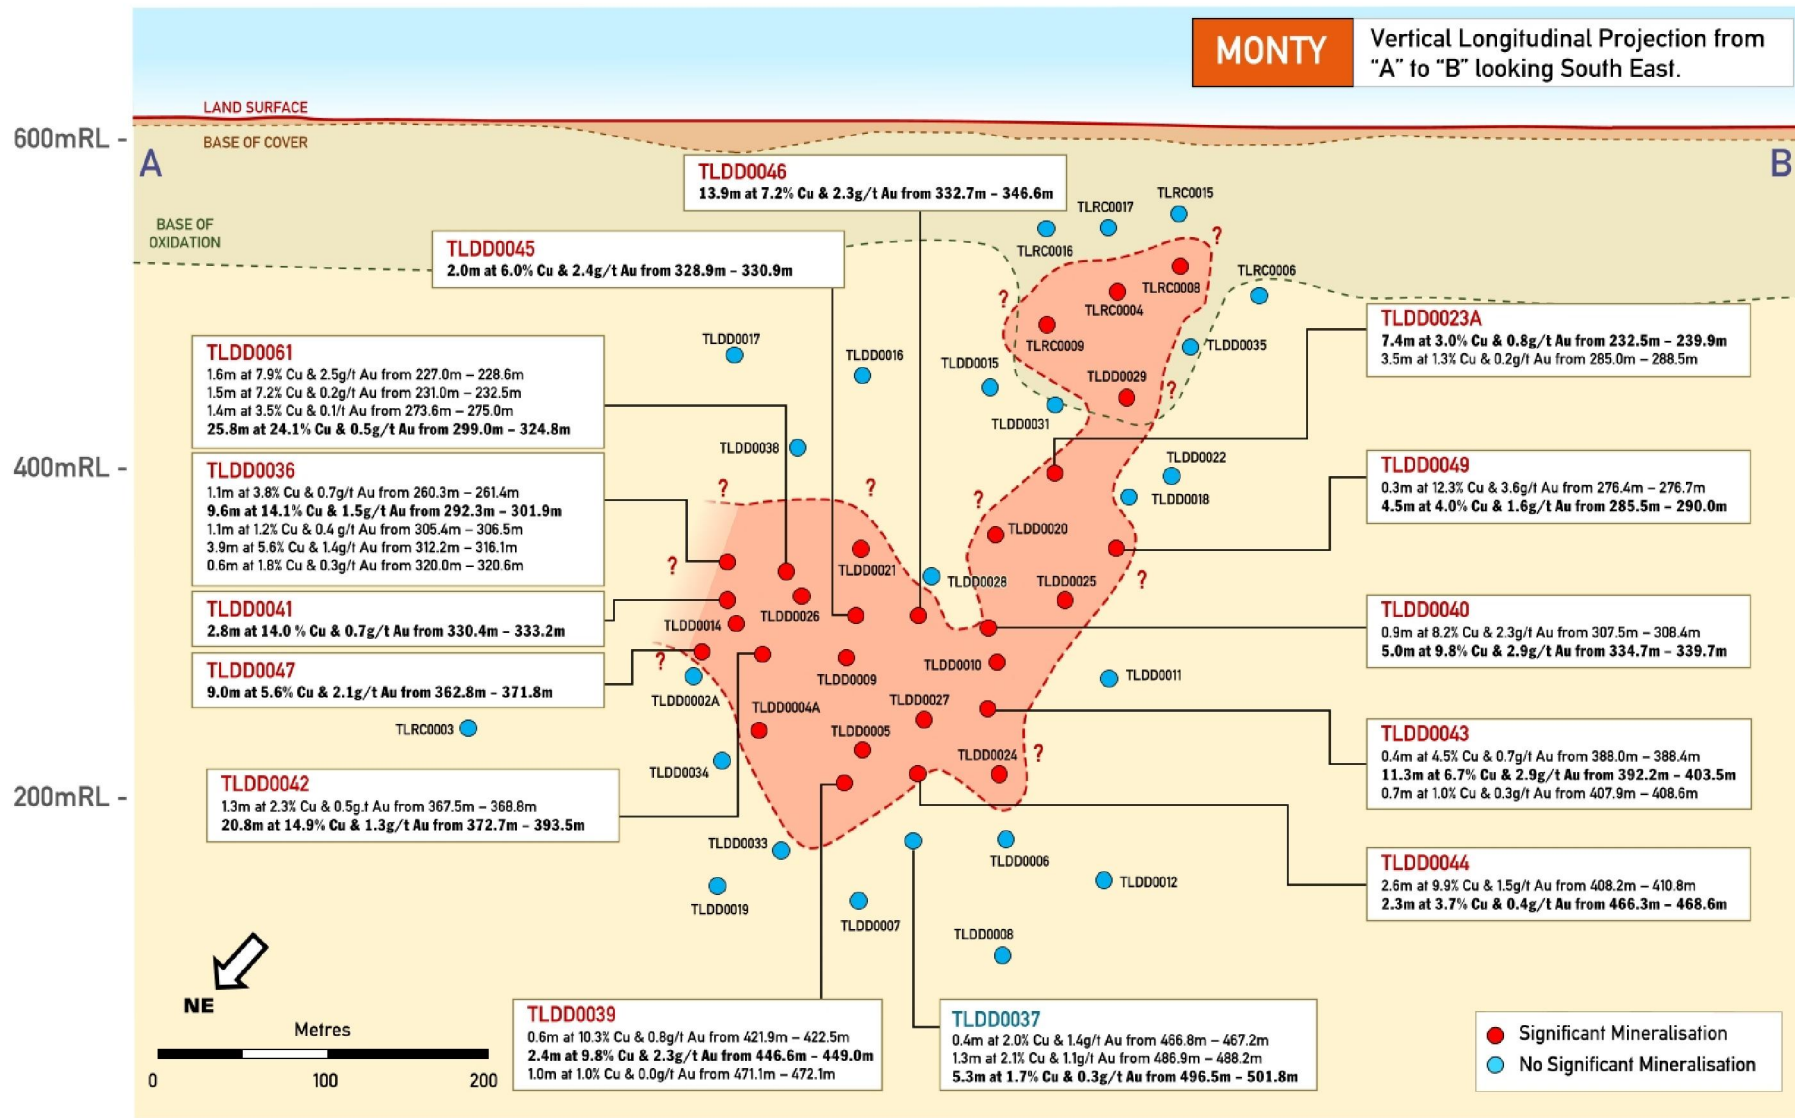 MONTY
Vertical Longitudinal Projection from
“A” to “B” looking South East.
LAND SURFACE
600mRL -
BASE OF COVER
A
B
TLDD0046
13.9m at 7.2% Cu & 2.3g/t Au from 332.7m – 346.6m
TLRC0015
TLRC0017
TLRC0016
BASE OF
OXIDATION
?
TLDD0045
2.0m at 6.0% Cu & 2.4g/t Au from 328.9m – 330.9m
TLRC0006
TLRC0008
?
TLRC0004
TLRC0009
TLDD0023A
7.4m at 3.0% Cu & 0.8g/t Au from 232.5m – 239.9m
3.5m at 1.3% Cu & 0.2g/t Au from 285.0m – 288.5m
TLDD0017
TLDD0016
TLDD0015
TLDD0035
TLDD0029
?
TLDD0031
TLDD0061
1.6m at 7.9% Cu & 2.5g/t Au from 227.0m – 228.6m
1.5m at 7.2% Cu & 0.2g/t Au from 231.0m – 232.5m
1.4m at 3.5% Cu & 0.1/t Au from 273.6m – 275.0m
25.8m at 24.1% Cu & 0.5g/t Au from 299.0m – 324.8m
TLDD0038
400mRL -
TLDD0022
TLDD0018
?
?
?
TLDD0036
1.1m at 3.8% Cu & 0.7g/t Au from 260.3m – 261.4m
9.6m at 14.1% Cu & 1.5g/t Au from 292.3m – 301.9m
1.1m at 1.2% Cu & 0.4 g/t Au from 305.4m – 306.5m
3.9m at 5.6% Cu & 1.4g/t Au from 312.2m – 316.1m
0.6m at 1.8% Cu & 0.3g/t Au from 320.0m – 320.6m
TLDD0049
0.3m at 12.3% Cu & 3.6g/t Au from 276.4m – 276.7m
4.5m at 4.0% Cu & 1.6g/t Au from 285.5m – 290.0m
TLDD0020
?
TLDD0021
TLDD0028
TLDD0025
?
TLDD0041
2.8m at 14.0 % Cu & 0.7g/t Au from 330.4m – 333.2m
TLDD0026
TLDD0014
TLDD0040
0.9m at 8.2% Cu & 2.3g/t Au from 307.5m – 308.4m
5.0m at 9.8% Cu & 2.9g/t Au from 334.7m – 339.7m
?
TLDD0047
9.0m at 5.6% Cu & 2.1g/t Au from 362.8m – 371.8m
TLDD0009
TLDD0010
TLDD0011
TLDD0002A
TLDD0004A
TLDD0027
TLRC0003
TLDD0005
TLDD0024
?
TLDD0043
0.4m at 4.5% Cu & 0.7g/t Au from 388.0m – 388.4m
11.3m at 6.7% Cu & 2.9g/t Au from 392.2m – 403.5m
0.7m at 1.0% Cu & 0.3g/t Au from 407.9m – 408.6m
TLDD0034
TLDD0042
1.3m at 2.3% Cu & 0.5g.t Au from 367.5m – 368.8m
20.8m at 14.9% Cu & 1.3g/t Au from 372.7m – 393.5m
200mRL -
TLDD0033
TLDD0006
TLDD0012
TLDD0044
2.6m at 9.9% Cu & 1.5g/t Au from 408.2m – 410.8m
2.3m at 3.7% Cu & 0.4g/t Au from 466.3m – 468.6m
TLDD0019
TLDD0007
TLDD0008
NE
Metres
0 100 200
TLDD0039
0.6m at 10.3% Cu & 0.8g/t Au from 421.9m – 422.5m
2.4m at 9.8% Cu & 2.3g/t Au from 446.6m – 449.0m
1.0m at 1.0% Cu & 0.0g/t Au from 471.1m – 472.1m
TLDD0037
0.4m at 2.0% Cu & 1.4g/t Au from 466.8m – 467.2m
1.3m at 2.1% Cu & 1.1g/t Au from 486.9m – 488.2m
5.3m at 1.7% Cu & 0.3g/t Au from 496.5m – 501.8m
Significant Mineralisation
No Significant Mineralisation